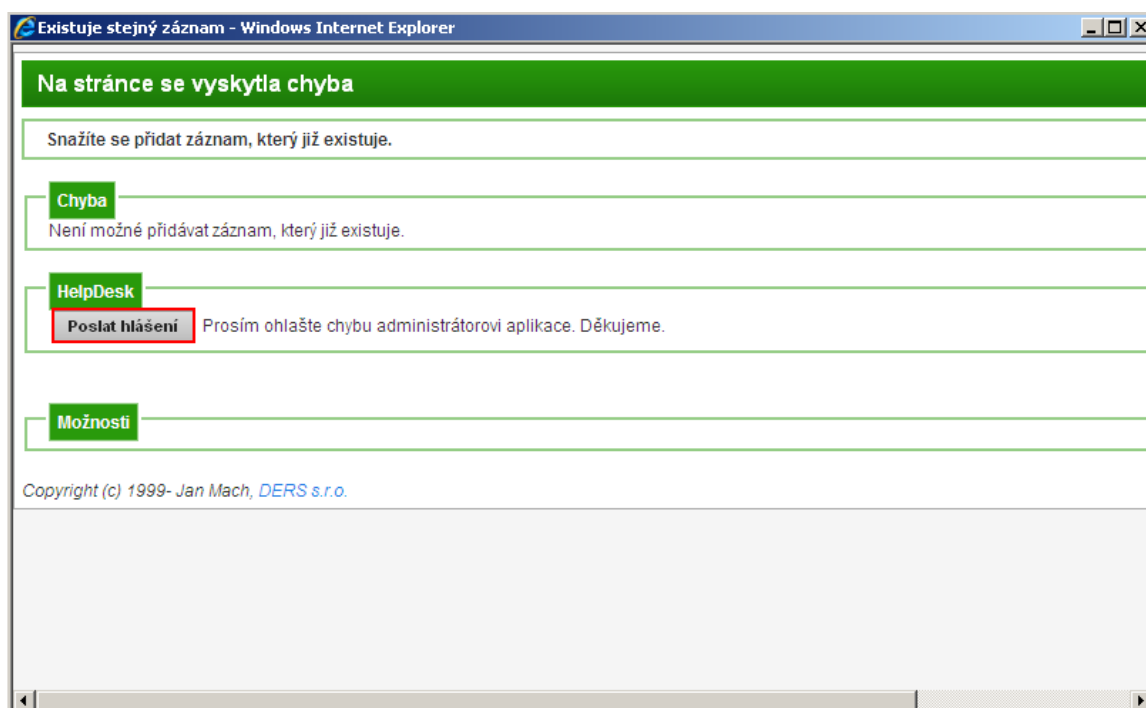 Existuje stejný záznam - Windows Internet Explorer
Na stránce se vyskytla chyba
Snažíte se přidat záznam, který již existuje.
Chyba
Není možné přidávat záznam, který již existuje.
HelpDesk
Poslat hlášení Prosím ohlašte chybu administrátorovi aplikace. Děkujeme.
Možnosti
Copyright (c) 1999- Jan Mach, DERS s.r.o.